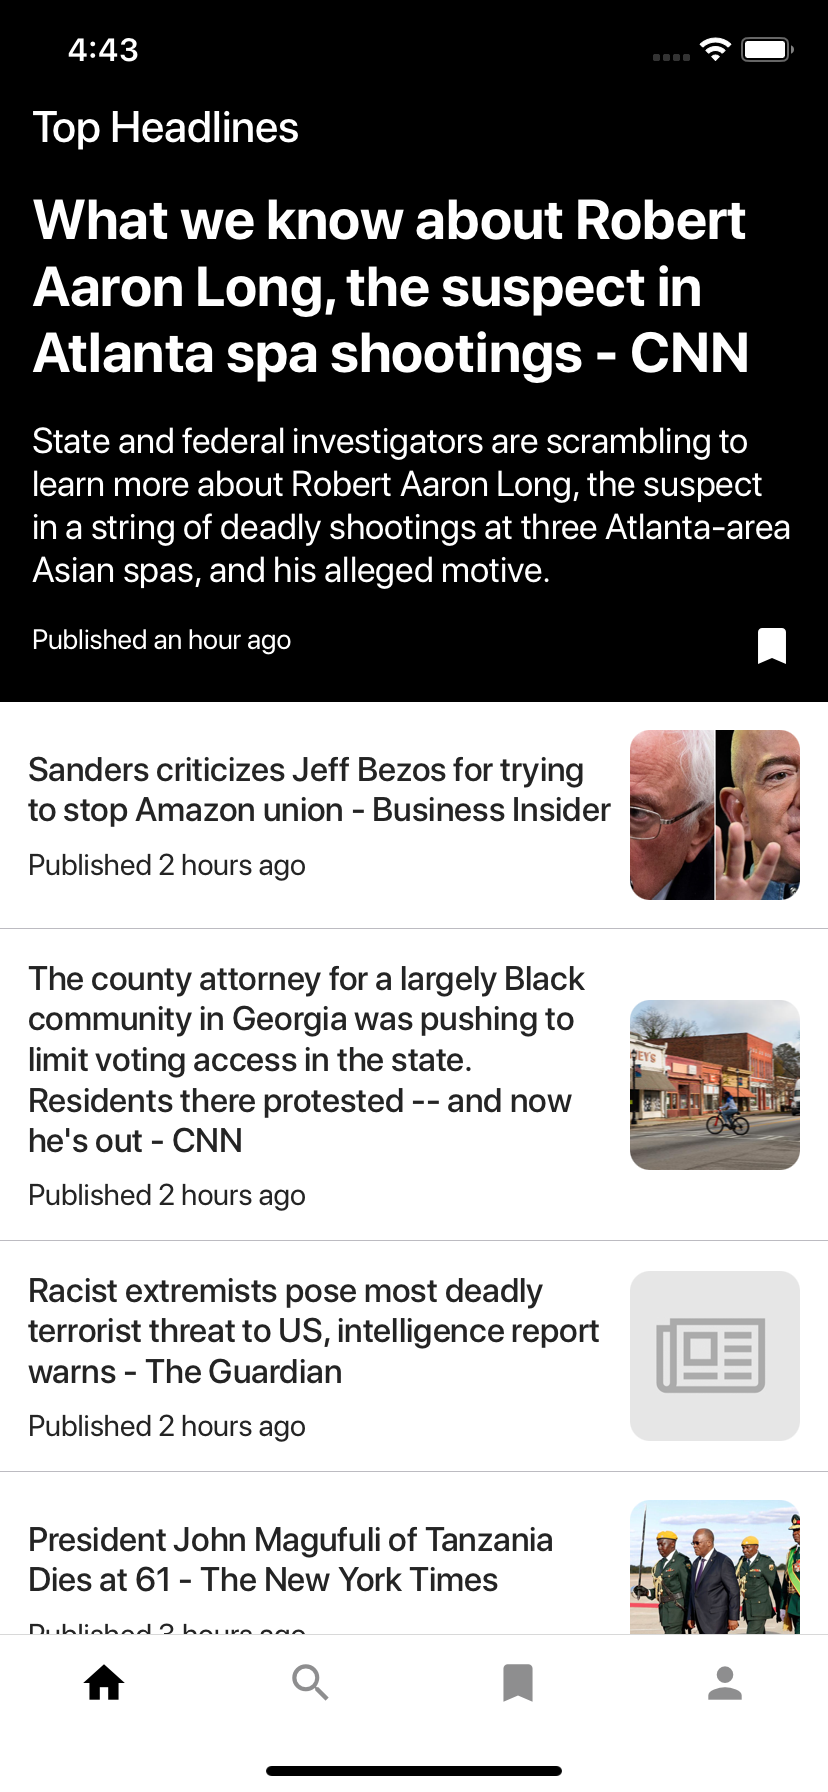 4:43
Top Headlines
What we know about Robert
Aaron Long, the suspect in
Atlanta spa shootings - CNN
State and federal investigators are scrambling to
learn more about Robert Aaron Long, the suspect
in a string of deadly shootings at three Atlanta-area
Asian spas, and his alleged motive.
Published an hour ago
Sanders criticizes Jeff Bezos for trying
to stop Amazon union - Business Insider
Published 2 hours ago
The county attorney for a largely Black
community in Georgia was pushing to
limit voting access in the state.
Residents there protested -- and now
he's out - CNN
Published 2 hours ago
Racist extremists pose most deadly
terrorist threat to US, intelligence report
warns - The Guardian
Published 2 hours ago
President John Magufuli of Tanzania
Dies at 61 - The New York Times
Published 3 hours ago